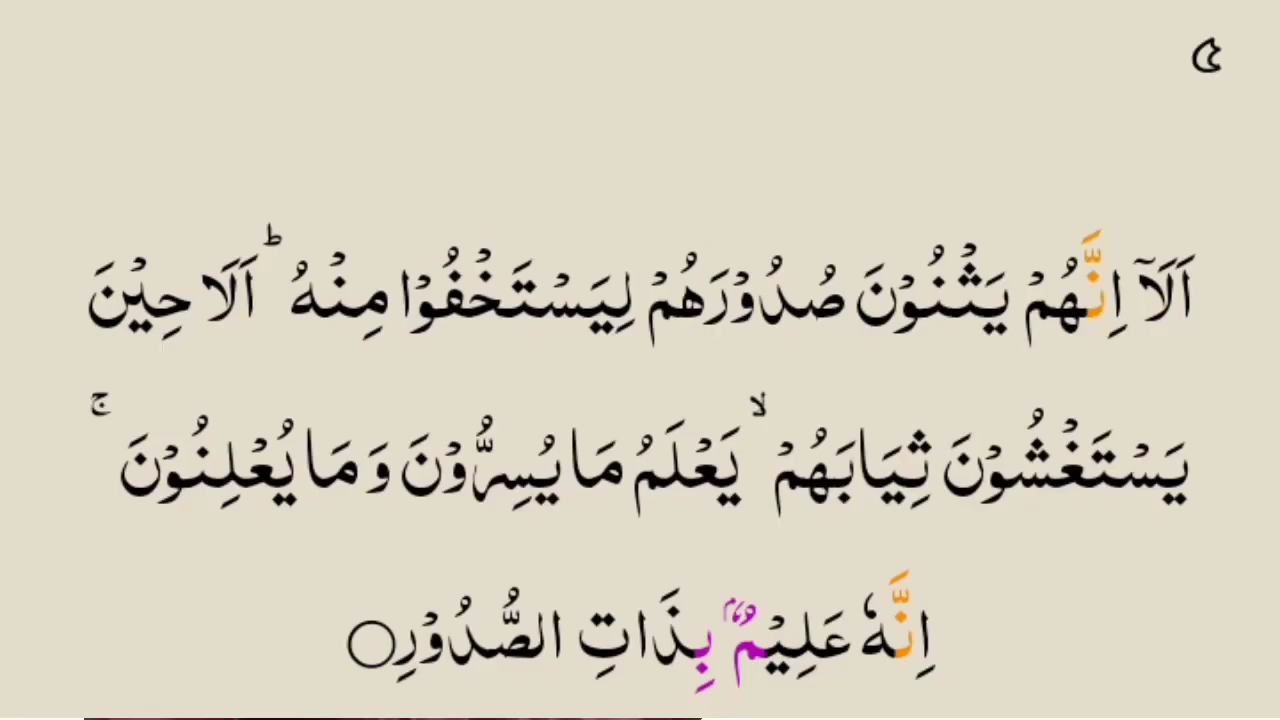 اَلَاۤ اِنَّهُمْ يَثْنُوْنَ صُدُوْرَهُمْ لِيَسْتَخْفُوْا مِنْهُ ؕ اَلَا حِيْنَ
يَسْتَغْشُوْنَ ثِيَابَهُمْ ۙ يَعْلَمُ مَا يُسِرُّوْنَ وَ مَا يُعْلِنُوْنَ ۚ
اِنَّهٗ عَلِيْمٌۢ بِذَاتِ الصُّدُوْرِ۝